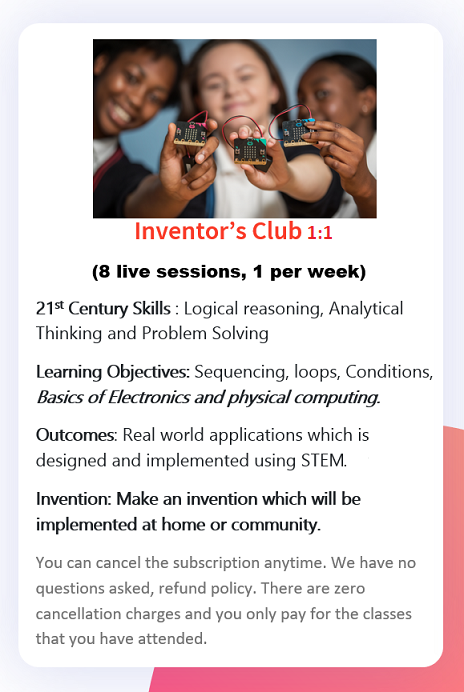 Inventor's Club 1:1
(8 live sessions, 1 per week)
21st Century Skills : Logical reasoning, Analytical
Thinking and Problem Solving
Learning Objectives: Sequencing, loops, Conditions,
Basics of Electronics and physical computing.
Outcomes: Real world applications which is
designed and implemented using STEM.
Invention: Make an invention which will be
implemented at home or community.
You can cancel the subscription anytime. We have no
questions asked, refund policy. There are zero
cancellation charges and you only pay for the classes
that you have attended.